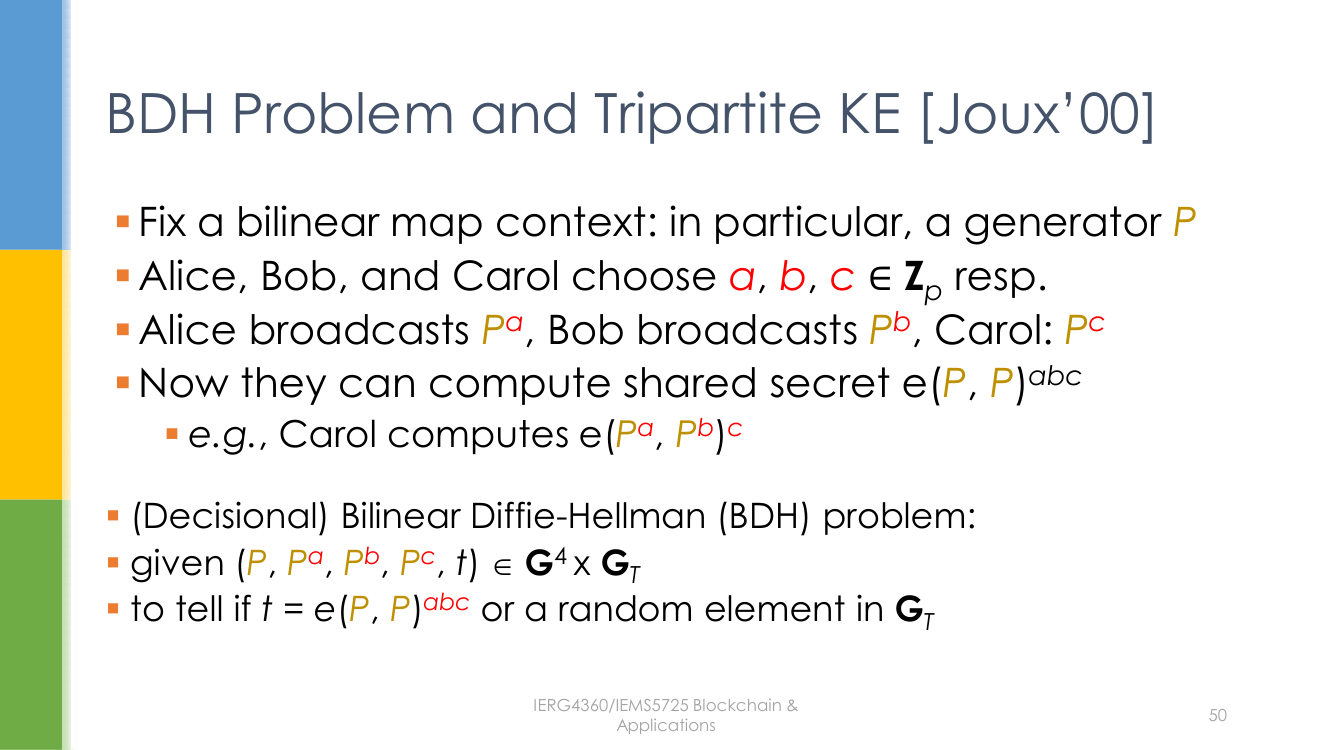 BDH Problem and Tripartite KE [Joux’00]
▪ Fix a bilinear map context: in particular, a generator P
▪ Alice, Bob, and Carol choose a, b, c ∈ Zp resp.
▪ Alice broadcasts Pᵃ, Bob broadcasts Pᵇ, Carol: Pᶜ
▪ Now they can compute shared secret e(P, P)ᵃᵇᶜ
▪ e.g., Carol computes e(Pᵃ, Pᵇ)ᶜ
▪ (Decisional) Bilinear Diffie-Hellman (BDH) problem:
▪ given (P, Pᵃ, Pᵇ, Pᶜ, t) ∈ G⁴ x GT
▪ to tell if t = e(P, P)ᵃᵇᶜ or a random element in GT
IERG4360/IEMS5725 Blockchain &
Applications
50